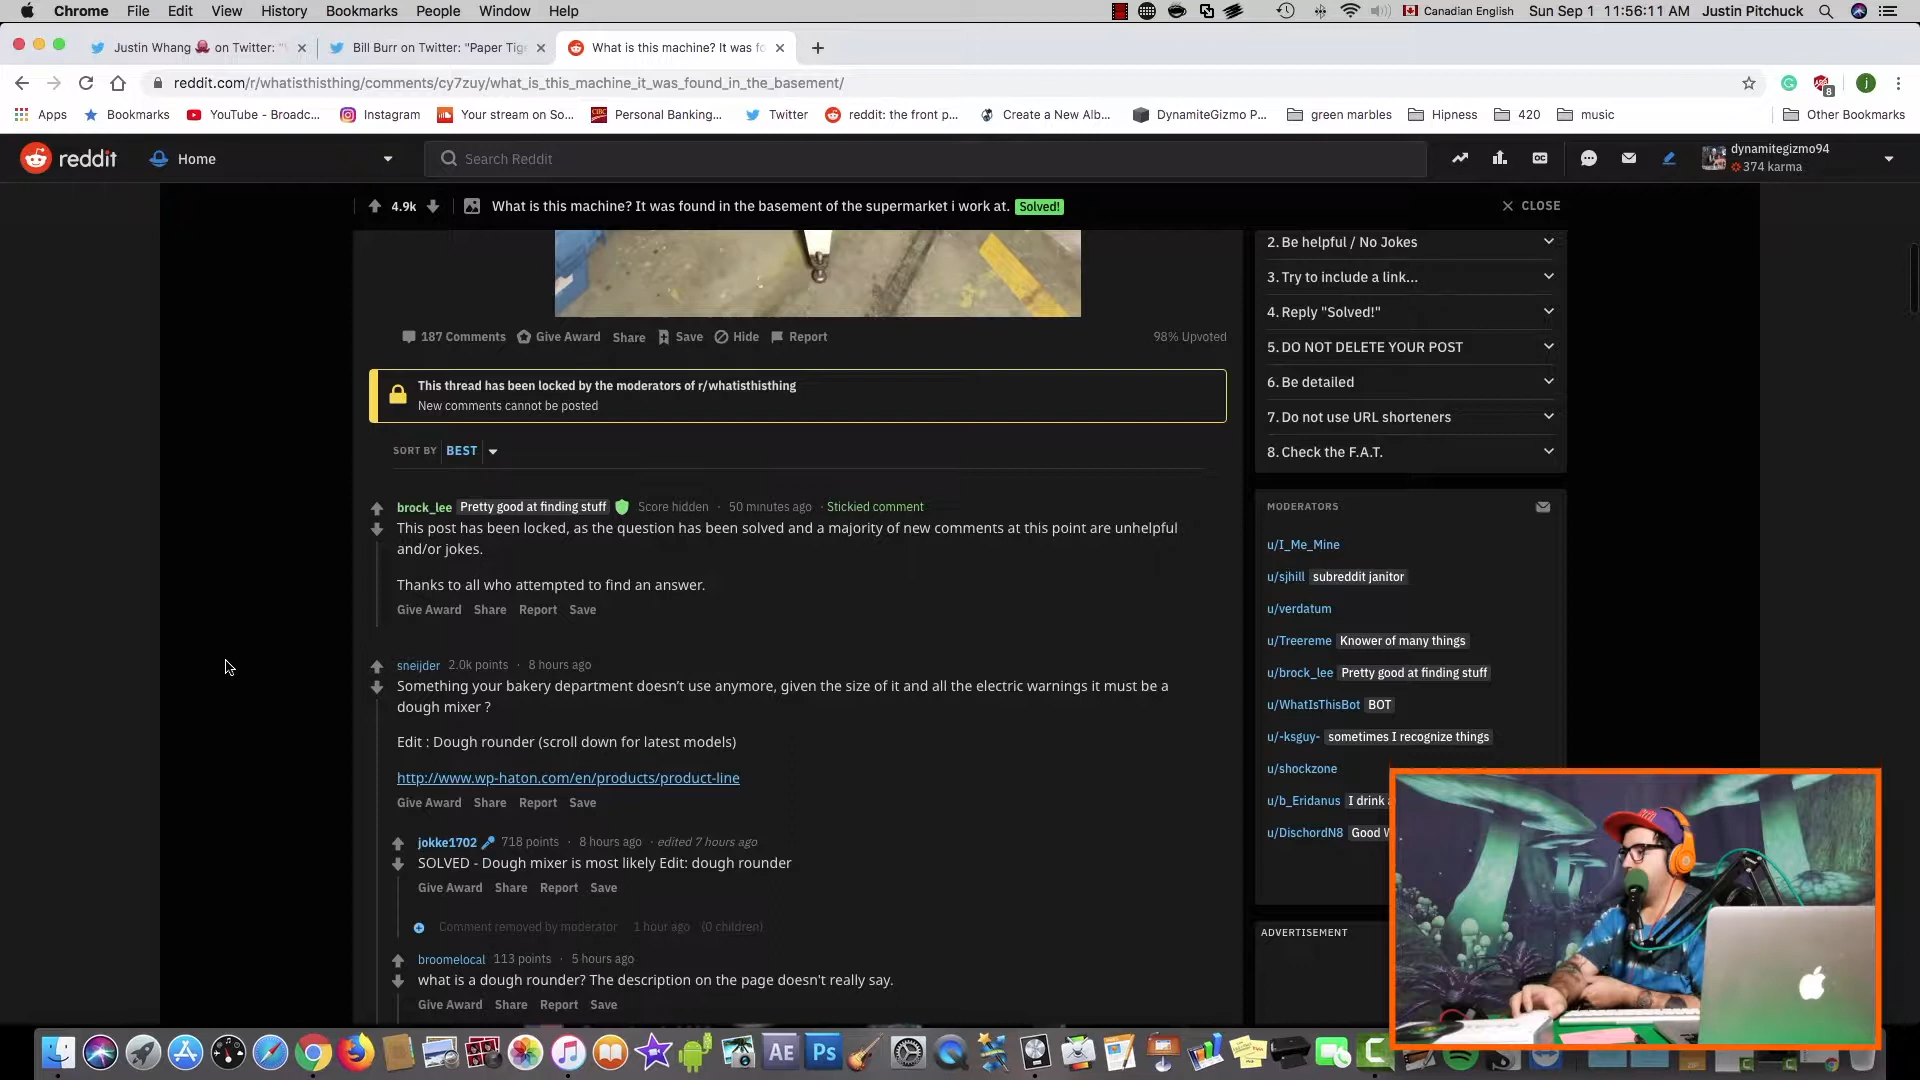 Chrome File Edit View History Bookmarks People Window Help Canadian English Sun Sep 1 11:56:11 AM Justin Pitchuck
Justin Whang on Twitter: " Bill Burr on Twitter: "Paper Tige What is this machine? It was fo
reddit.com/r/whatisthisthing/comments/cy7zuy/what_is_this_machine_it_was_found_in_the_basement/ 8 j
Apps Bookmarks YouTube - Broadc... Instagram Your stream on So... Personal Banking... Twitter reddit: the front p... Create a New Alb... DynamiteGizmo P... green marbles Hipness 420 music Other Bookmarks
reddit Home Search Reddit dynamitegizmo94
374 karma
4.9k What is this machine? It was found in the basement of the supermarket i work at. Solved! CLOSE
187 Comments Give Award Share Save Hide Report 98% Upvoted
This thread has been locked by the moderators of r/whatisthisthing
New comments cannot be posted
SORT BY BEST
brock_lee Pretty good at finding stuff Score hidden · 50 minutes ago · Stickied comment
This post has been locked, as the question has been solved and a majority of new comments at this point are unhelpful
and/or jokes.
Thanks to all who attempted to find an answer.
Give Award Share Report Save
sneijder 2.0k points · 8 hours ago
Something your bakery department doesn't use anymore, given the size of it and all the electric warnings it must be a
dough mixer ?
Edit : Dough rounder (scroll down for latest models)
http://www.wp-haton.com/en/products/product-line
Give Award Share Report Save
jokke1702 718 points · 8 hours ago · edited 7 hours ago
SOLVED - Dough mixer is most likely Edit: dough rounder
Give Award Share Report Save
Comment removed by moderator 1 hour ago (0 children)
broomelocal 113 points · 5 hours ago
what is a dough rounder? The description on the page doesn't really say.
Give Award Share Report Save
2. Be helpful / No Jokes
3. Try to include a link...
4. Reply "Solved!"
5. DO NOT DELETE YOUR POST
6. Be detailed
7. Do not use URL shorteners
8. Check the F.A.T.
MODERATORS
u/I_Me_Mine
u/sjhill subreddit janitor
u/verdatum
u/Treereme Knower of many things
u/brock_lee Pretty good at finding stuff
u/WhatIsThisBot BOT
u/-ksguy- sometimes I recognize things
u/shockzone
u/b_Eridanus I drink
u/DischordN8 Good
ADVERTISEMENT
AE Ps